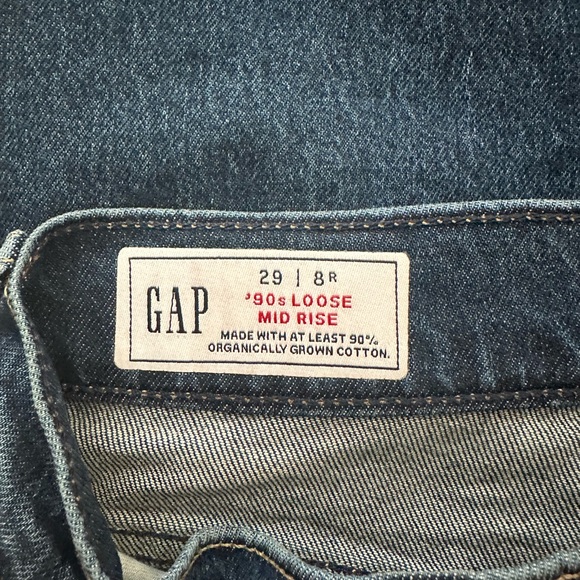 GAP
29 | 8R
'90s LOOSE
MID RISE
MADE WITH AT LEAST 90%
ORGANICALLY GROWN COTTON.